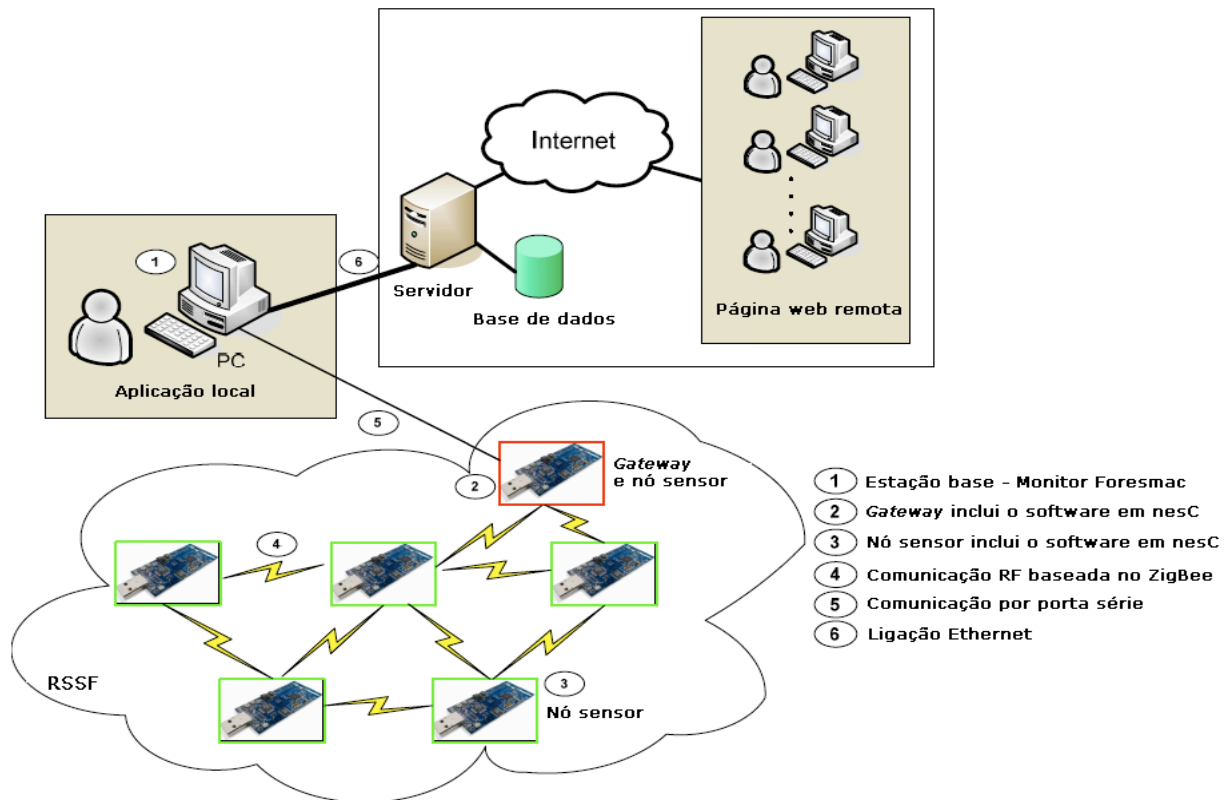 Internet
Servidor
Base de dados
Página web remota
1
6
PC
Aplicação local
5
Gateway
e nó sensor
2
4
RSSF
3
Nó sensor
1 Estação base - Monitor Foresmac
2 Gateway inclui o software em nesC
3 Nó sensor inclui o software em nesC
4 Comunicação RF baseada no ZigBee
5 Comunicação por porta série
6 Ligação Ethernet